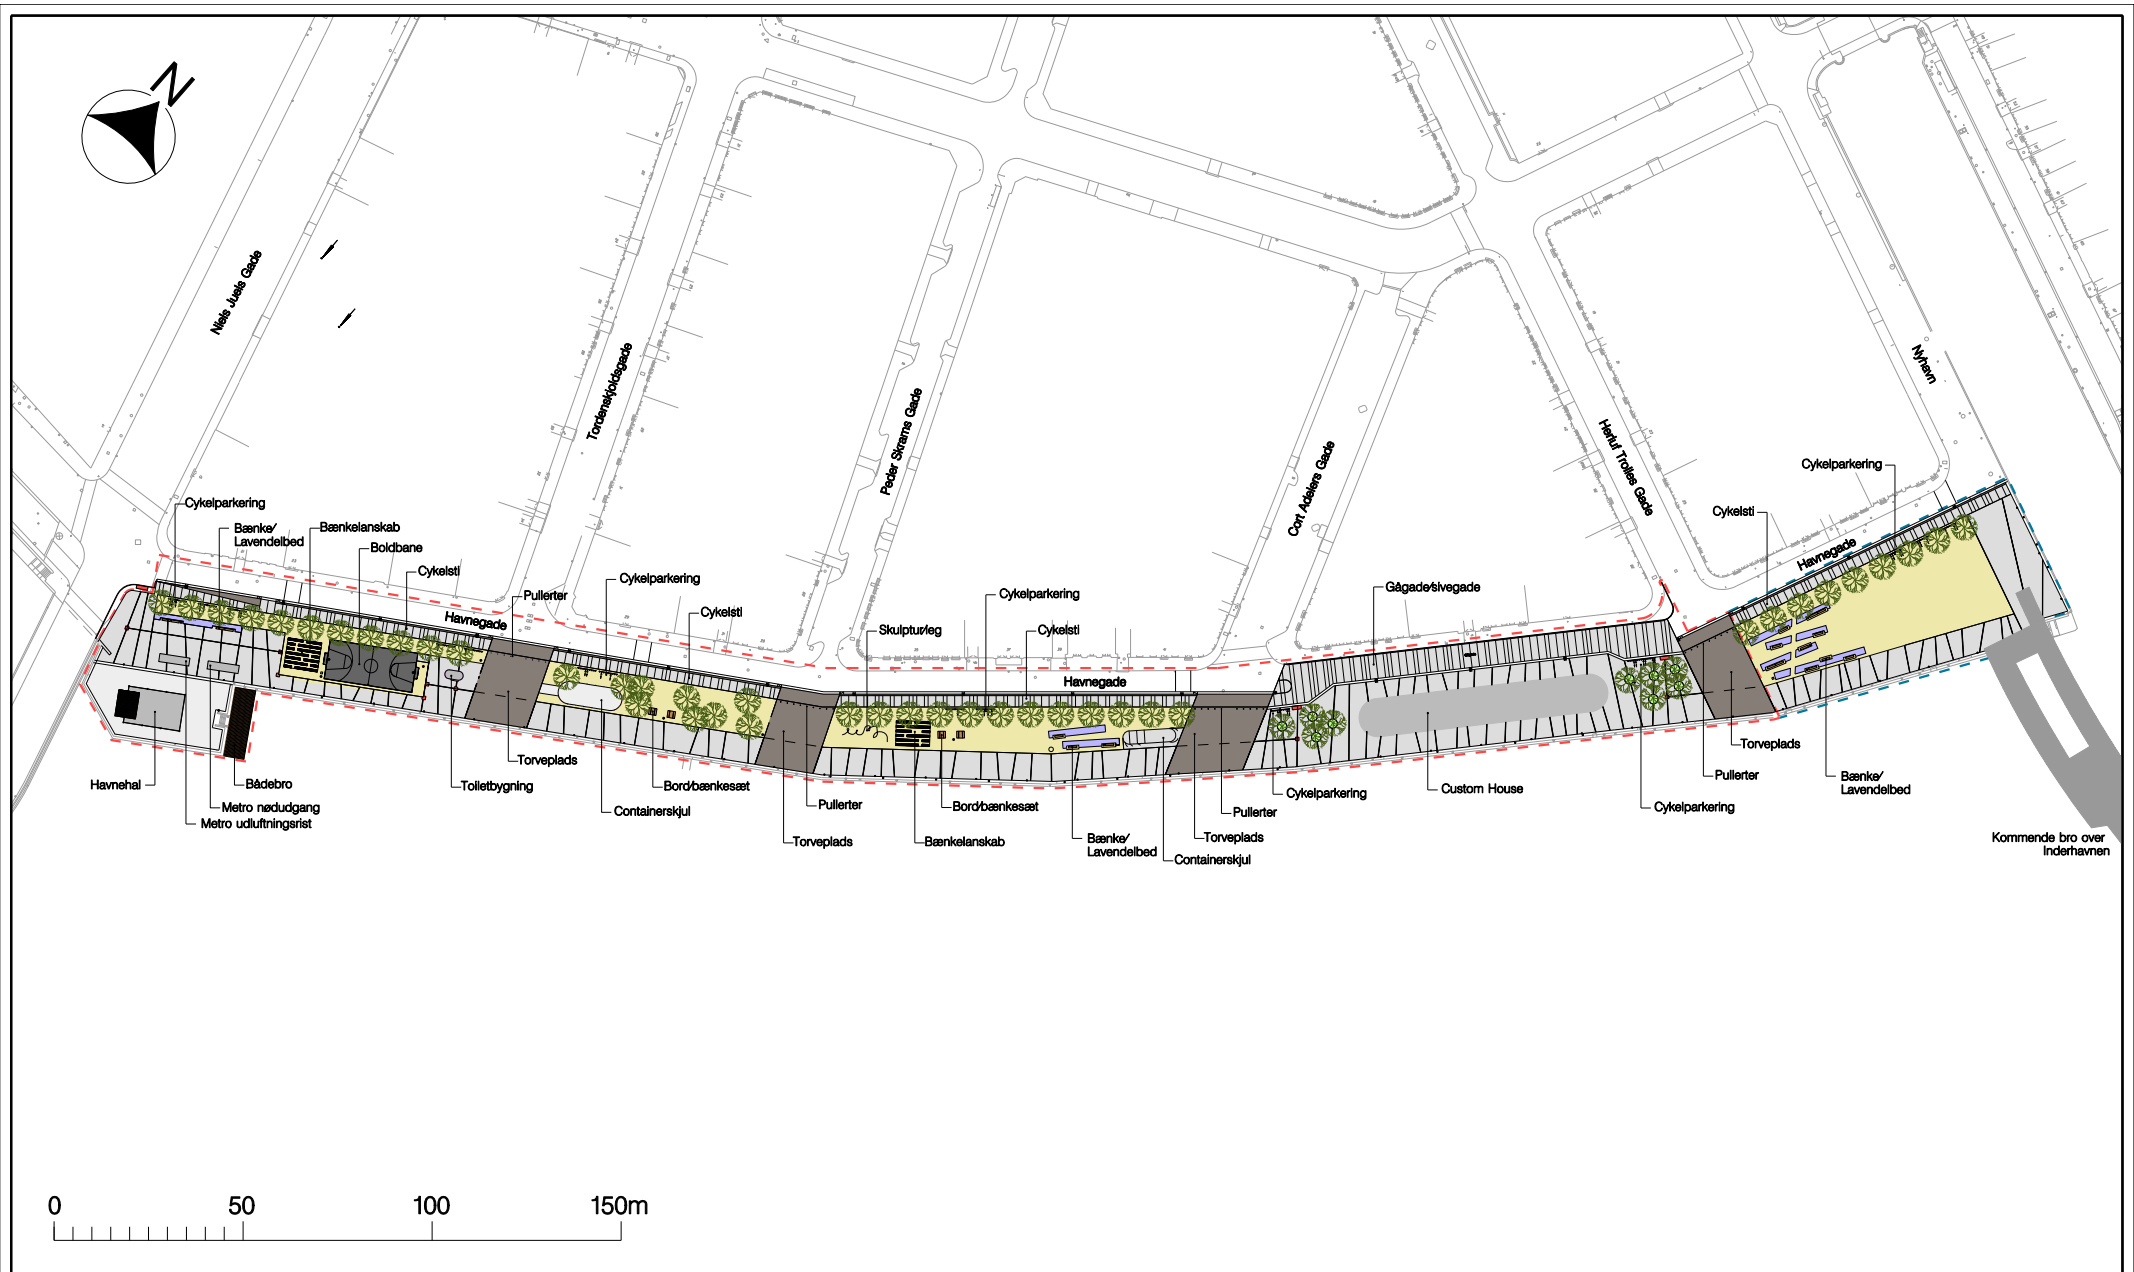 N
Niels Juels Gade
Tordenskjoldsgade
Peder Skrams Gade
Cort Adelers Gade
Herluf Trolles Gade
Nyhavn
Cykelparkering
Bænke/
Lavendelbed
Bænkelanskab
Boldbane
Cykelsti
Havnegade
Pullerter
Cykelparkering
Cykelsti
Skulptur/leg
Cykelparkering
Cykelsti
Havnegade
Gågade/sivegade
Cykelsti
Cykelparkering
Havnegade
Havnehal
Bådebro
Metro nødudgang
Metro udluftningsrist
Toiletbygning
Torveplads
Containerskjul
Bord/bænkesæt
Pullerter
Torveplads
Bord/bænkesæt
Bænkelanskab
Bænke/
Lavendelbed
Containerskjul
Torveplads
Pullerter
Cykelparkering
Custom House
Cykelparkering
Pullerter
Torveplads
Bænke/
Lavendelbed
Kommende bro over
Inderhavnen
0 50 100 150m